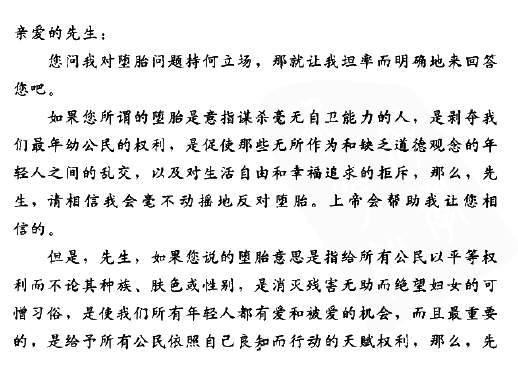 亲爱的先生：
您问我对堕胎问题持何立场，那就让我坦率而明确地来回答
您吧。
如果您所谓的堕胎是意指谋杀毫无自卫能力的人，是剥夺我
们最年幼公民的权利，是促使那些无所作为和缺乏道德观念的年
轻人之间的乱交，以及对生活自由和幸福追求的拒斥，那么，先
生，请相信我会毫不动摇地反对堕胎。上帝会帮助我让您相
信的。
但是，先生，如果您说的堕胎意思是指给所有公民以平等权
利而不论其种族、肤色或性别，是消灭残害无助而绝望妇女的可
憎习俗，是使我们所有年轻人都有爱和被爱的机会，而且最重要
的，是给予所有公民依照自己良知而行动的天赋权利，那么，先